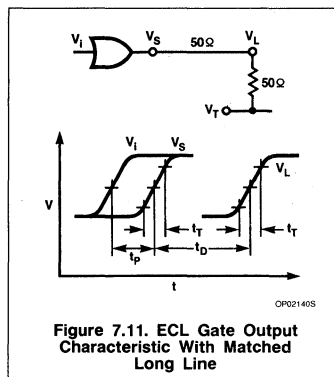 Vi
VS
50Ω
VL
50Ω
VT
Vi
VS
VL
V
tT
tT
tP
tD
t
OP02140S
Figure 7.11. ECL Gate Output
Characteristic With Matched
Long Line